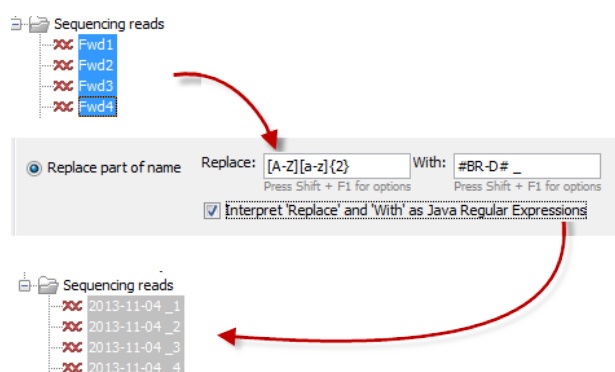 Sequencing reads
Fwd1
Fwd2
Fwd3
Fwd4
Replace part of name Replace: [A-Z][a-z]{2} With: #BR-D# _
Press Shift + F1 for options Press Shift + F1 for options
Interpret 'Replace' and 'With' as Java Regular Expressions
Sequencing reads
2013-11-04 _1
2013-11-04 _2
2013-11-04 _3
2013-11-04 _4